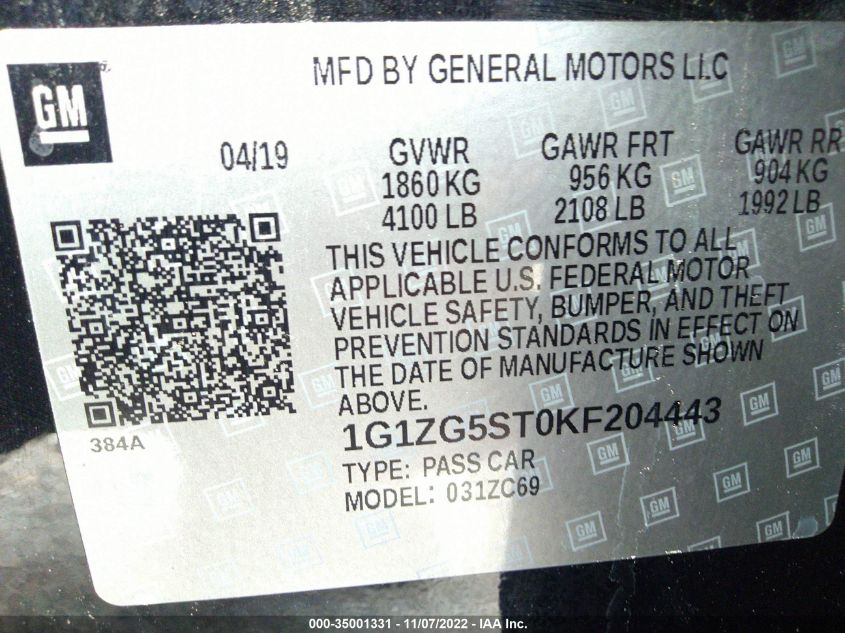 MFD BY GENERAL MOTORS LLC
GM
04/19 GVWR GAWR FRT GAWR RR
1860 KG 956 KG 904 KG
4100 LB 2108 LB 1992 LB
THIS VEHICLE CONFORMS TO ALL
APPLICABLE U.S. FEDERAL MOTOR
VEHICLE SAFETY, BUMPER, AND THEFT
PREVENTION STANDARDS IN EFFECT ON
THE DATE OF MANUFACTURE SHOWN
ABOVE.
384A
1G1ZG5ST0KF204443
TYPE: PASS CAR
MODEL: 031ZC69
000-35001331 - 11/07/2022 - IAA Inc.